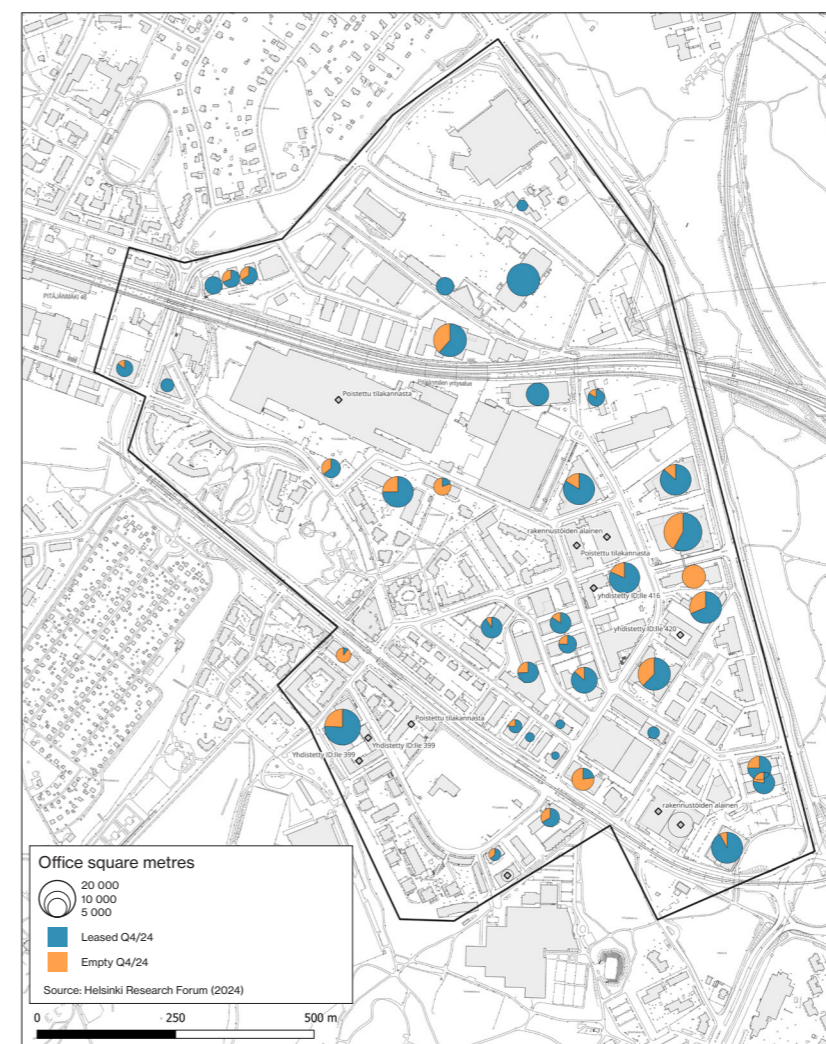 PITÄJÄNMÄKI 46
Poistettu tilakannasta
rakennustöiden alainen
Poistettu tilakannasta
yhdistetty ID:lle 416
yhdistetty ID:lle 420
Poistettu tilakannasta
Yhdistetty ID:lle 399
Yhdistetty ID:lle 399
rakennustöiden alainen
Office square metres
20 000
10 000
5 000
Leased Q4/24
Empty Q4/24
Source: Helsinki Research Forum (2024)
0 250 500 m